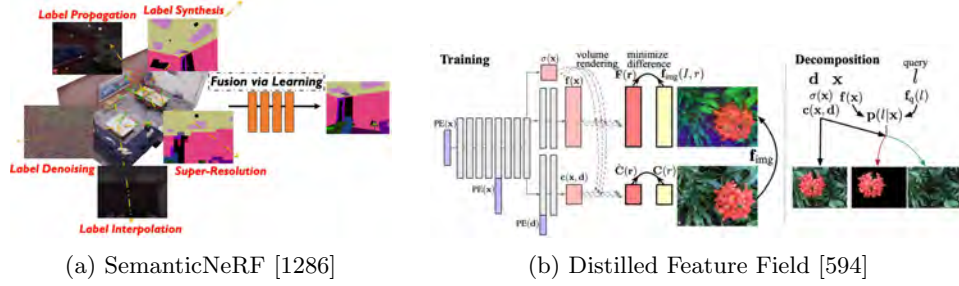 Label Propagation
Label Synthesis
Fusion via Learning
Label Denoising
Super-Resolution
Label Interpolation
(a) SemanticNeRF [1286]
Training
volume rendering
minimize difference
σ(x)
f(x)
F̂(r)
f_img(I, r)
PE(x)
PE(x)
c(x, d)
Ĉ(r)
C(r)
PE(d)
f_img
Decomposition
query
d x l
σ(x) f(x) f_q(l)
c(x, d) p(l|x)
(b) Distilled Feature Field [594]